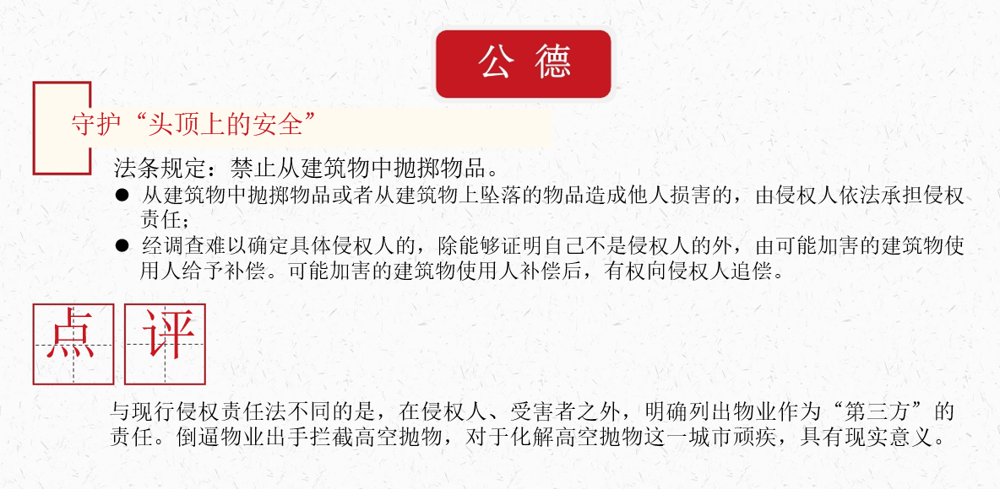 公 德
守护“头顶上的安全”
法条规定：禁止从建筑物中抛掷物品。
● 从建筑物中抛掷物品或者从建筑物上坠落的物品造成他人损害的，由侵权人依法承担侵权
责任；
● 经调查难以确定具体侵权人的，除能够证明自己不是侵权人的外，由可能加害的建筑物使
用人给予补偿。可能加害的建筑物使用人补偿后，有权向侵权人追偿。
点 评
与现行侵权责任法不同的是，在侵权人、受害者之外，明确列出物业作为“第三方”的
责任。倒逼物业出手拦截高空抛物，对于化解高空抛物这一城市顽疾，具有现实意义。